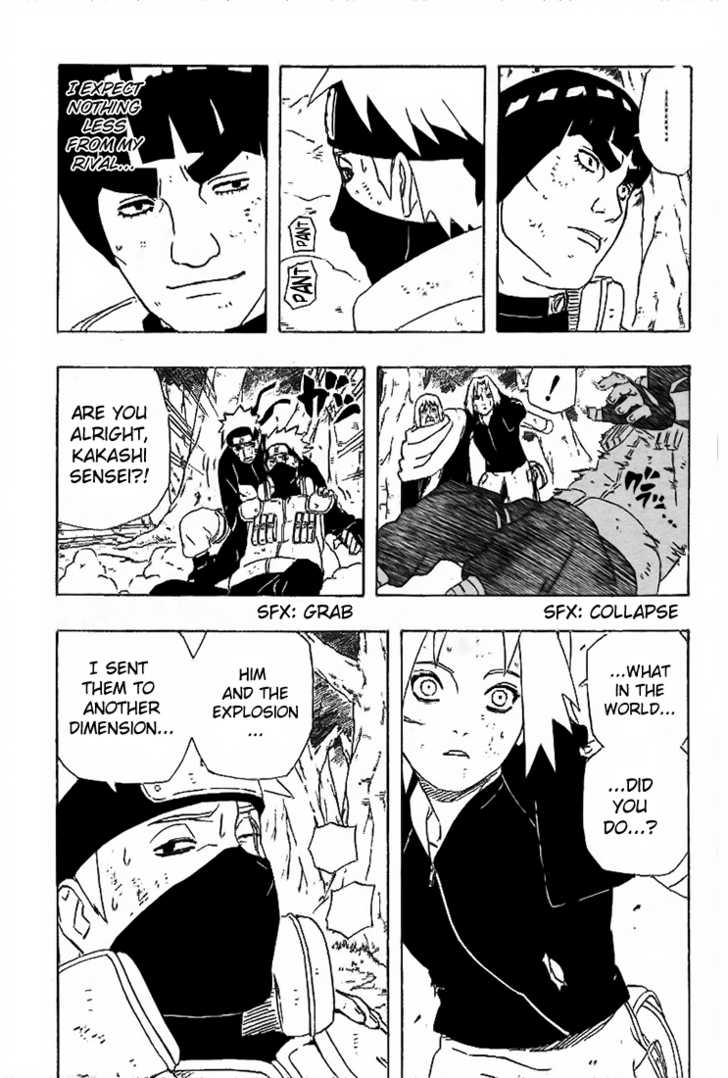 ..........
PANT
PANT
I EXPECT
NOTHING
LESS
FROM MY
RIVAL...
!
SFX: COLLAPSE
ARE YOU
ALRIGHT,
KAKASHI
SENSEI?!
SFX: GRAB
...WHAT
IN THE
WORLD...
...DID
YOU
DO...?
HIM
AND THE
EXPLOSION
...
I SENT
THEM TO
ANOTHER
DIMENSION...